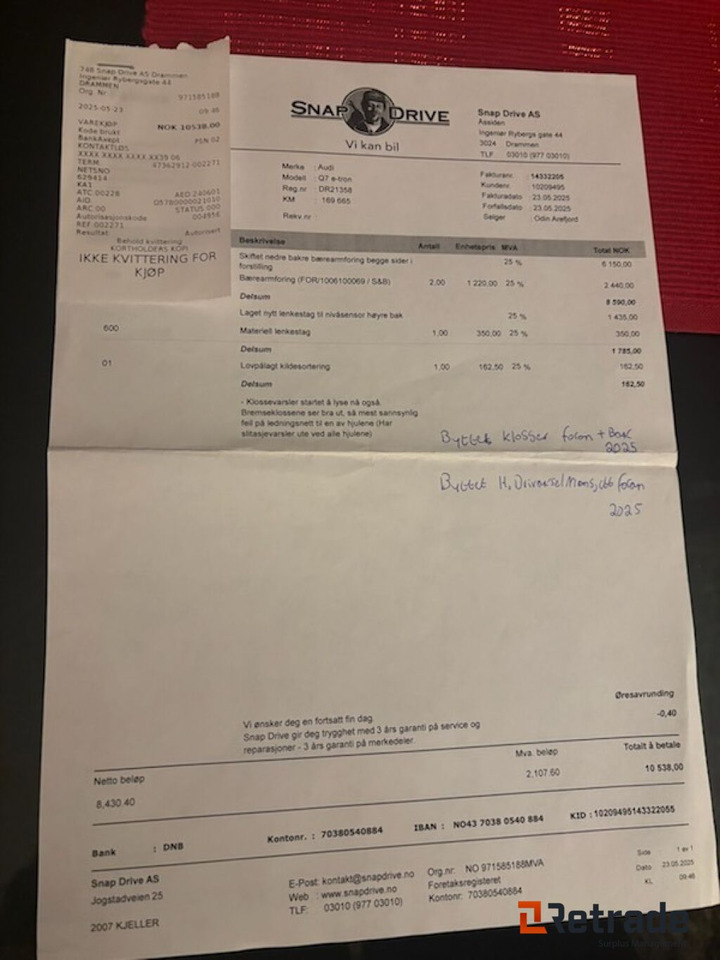 748 Snap Drive AS Drammen
Ingeniør Rybergsgate 44
DRAMMEN
Org. Nr. 971585188
2025-05-23 09:46
VAREKJØP NOK 10538.00
Kode brukt PSN 02
BankAxept
KONTAKTLØS
XXXX XXXX XXXX XX39 06
TERM. 47362912-002271
NETSNO
629414
KA1
ATC:00228 AED:240601
AID: D5780000021010
ARC:00 STATUS:000
Autorisasjonskode 004956
REF:002271
Resultat: Autorisert
Behold kvittering
KORTHOLDERS KOPI
IKKE KVITTERING FOR
KJØP
SNAP DRIVE
Vi kan bil
Snap Drive AS
Åssiden
Ingeniør Rybergs gate 44
3024 Drammen
TLF 03010 (977 03010)
Merke : Audi
Modell : Q7 e-tron
Reg.nr : DR21358
KM : 169 665
Rekv.nr :
Fakturanr. : 14332205
Kundenr. : 10209495
Fakturadato : 23.05.2025
Forfallsdato : 23.05.2025
Selger : Odin Arefjord
Beskrivelse Antall Enhetspris MVA Total NOK
Skiftet nedre bakre bærearmforing begge sider i forstilling 25 % 6 150,00
Bærearmforing (FOR/1006100069 / S&B) 2,00 1 220,00 25 % 2 440,00
Delsum 8 590,00
Laget nytt lenkestag til nivåsensor høyre bak 25 % 1 435,00
600 Materiell lenkestag 1,00 350,00 25 % 350,00
Delsum 1 785,00
01 Lovpålagt kildesortering 1,00 162,50 25 % 162,50
Delsum 162,50
- Klossevarsler startet å lyse nå også.
Bremseklossene ser bra ut, så mest sannsynlig
feil på ledningsnett til en av hjulene (Har
slitasjevarsler ute ved alle hjulene)
Byttet klosser foran + Bak
2025
Byttet H, foran
2025
Vi ønsker deg en fortsatt fin dag.
Snap Drive gir deg trygghet med 3 års garanti på service og
reparasjoner - 3 års garanti på merkedeler.
Øresavrunding
-0,40
Netto beløp Mva. beløp Totalt å betale
8,430.40 2,107.60 10 538,00
Bank : DNB Kontonr. : 70380540884 IBAN : NO43 7038 0540 884 KID : 10209495143322055
Snap Drive AS
Jogstadveien 25
2007 KJELLER
E-Post: kontakt@snapdrive.no
Web : www.snapdrive.no
TLF: 03010 (977 03010)
Org.nr. NO 971585188MVA
Foretaksregisteret
Kontonr: 70380540884
Side : 1 av 1
Dato 23.05.2025
KL 09:46
Retrade
Surplus Management